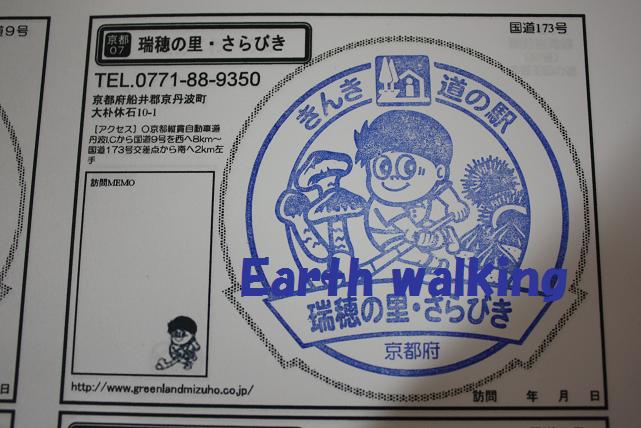 道9号
京都
07
瑞穂の里・さらびき
国道173号
TEL.0771-88-9350
京都府船井郡京丹波町
大朴休石10-1
[アクセス]○京都縦貫自動車道
丹波I.Cから国道9号を西へ8km〜
国道173号交差点から南へ2km左
手
訪問MEMO
きんき 道の駅
Earth walking
瑞穂の里・さらびき
京都府
http://www.greenlandmizuho.co.jp/
訪問 年 月 日
日